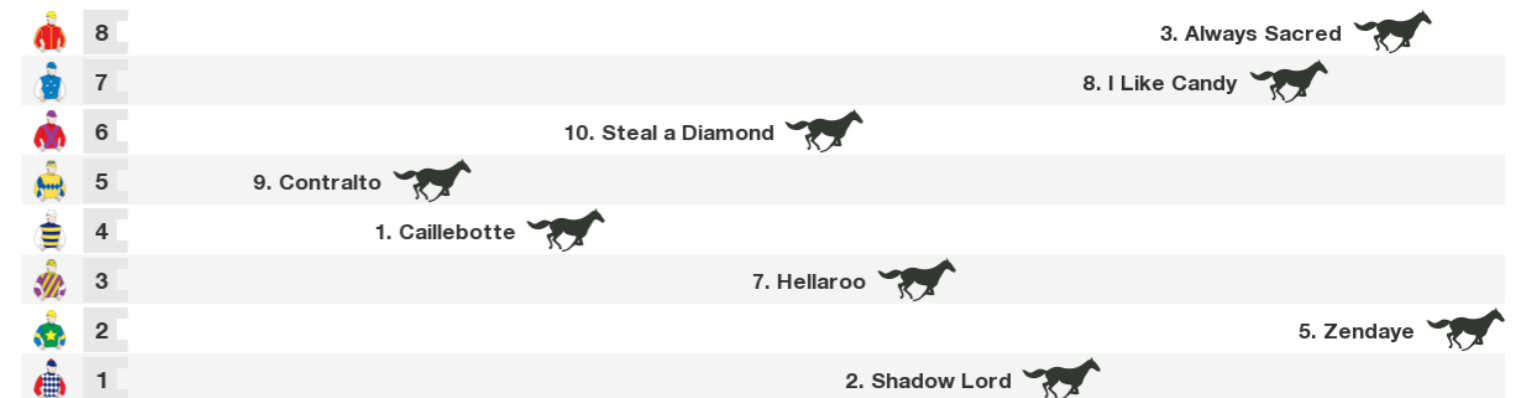 8 3. Always Sacred
7 8. I Like Candy
6 10. Steal a Diamond
5 9. Contralto
4 1. Caillebotte
3 7. Hellaroo
2 5. Zendaye
1 2. Shadow Lord